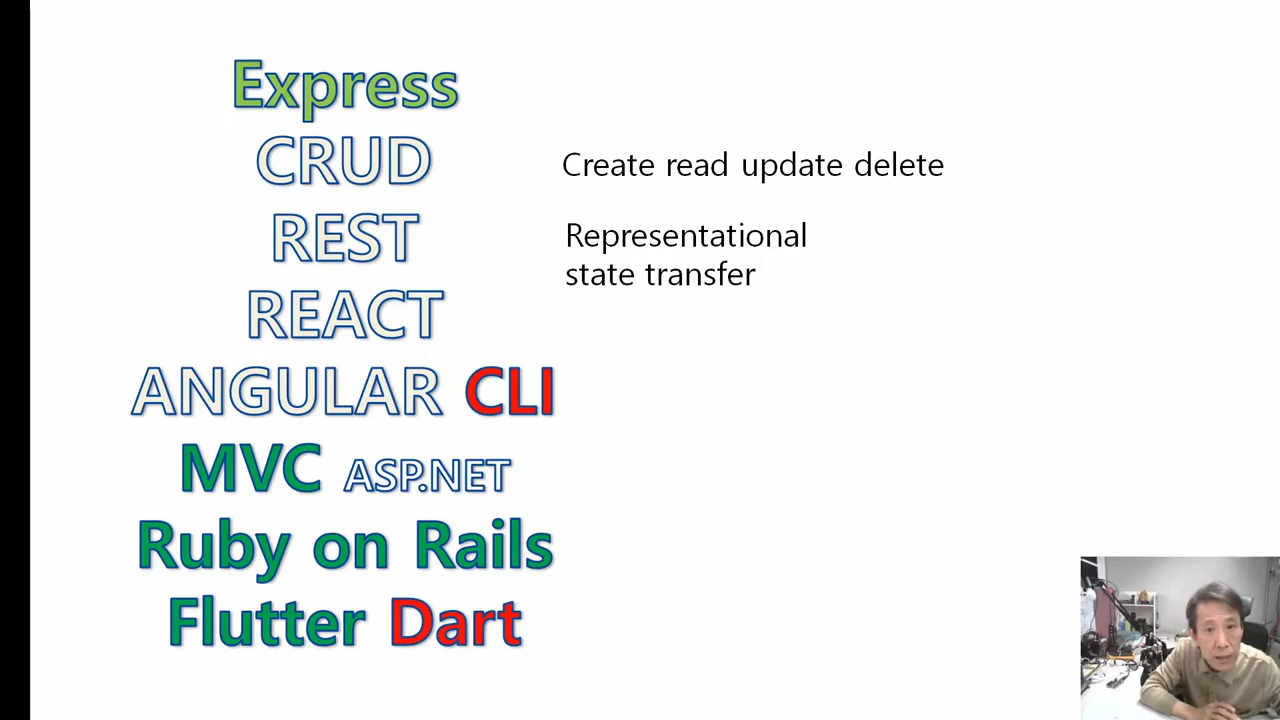 Express
CRUD
Create read update delete
REST
Representational
state transfer
REACT
ANGULAR CLI
MVC ASP.NET
Ruby on Rails
Flutter Dart